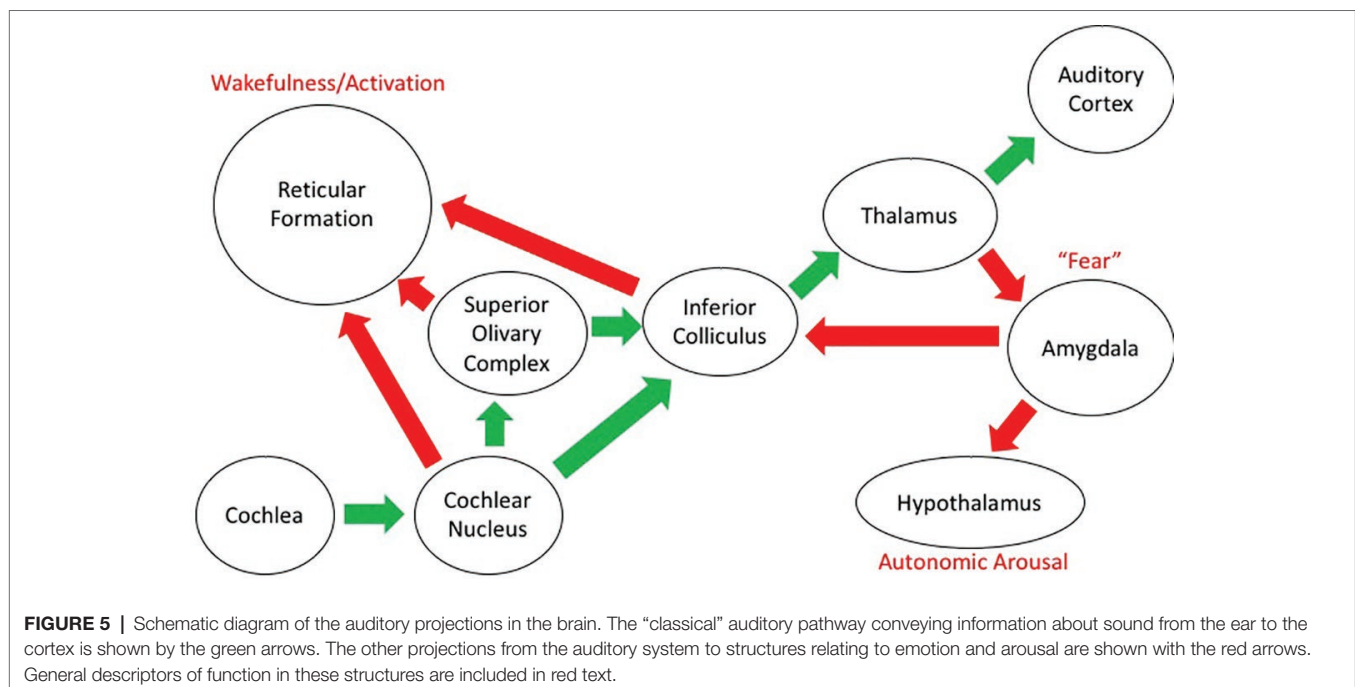 Wakefulness/Activation
Reticular
Formation
Auditory
Cortex
Thalamus
"Fear"
Superior
Olivary
Complex
Inferior
Colliculus
Amygdala
Cochlea
Cochlear
Nucleus
Hypothalamus
Autonomic Arousal
FIGURE 5 | Schematic diagram of the auditory projections in the brain. The “classical” auditory pathway conveying information about sound from the ear to the
cortex is shown by the green arrows. The other projections from the auditory system to structures relating to emotion and arousal are shown with the red arrows.
General descriptors of function in these structures are included in red text.